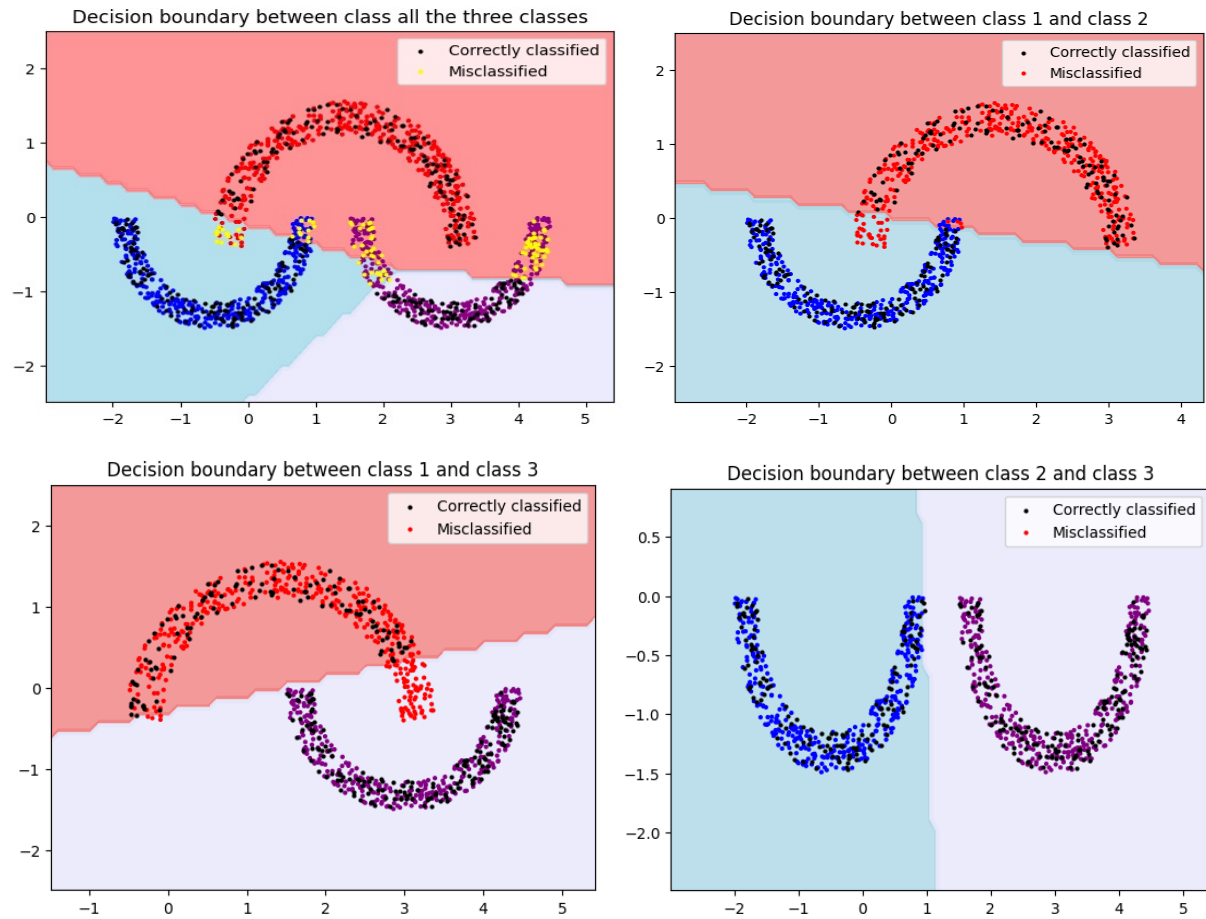 Decision boundary between class all the three classes
Correctly classified
Misclassified
2
1
0
−1
−2
−2 −1 0 1 2 3 4 5
Decision boundary between class 1 and class 2
Correctly classified
Misclassified
2
1
0
−1
−2
−2 −1 0 1 2 3 4
Decision boundary between class 1 and class 3
Correctly classified
Misclassified
2
1
0
−1
−2
−1 0 1 2 3 4 5
Decision boundary between class 2 and class 3
Correctly classified
Misclassified
0.5
0.0
−0.5
−1.0
−1.5
−2.0
−2 −1 0 1 2 3 4 5